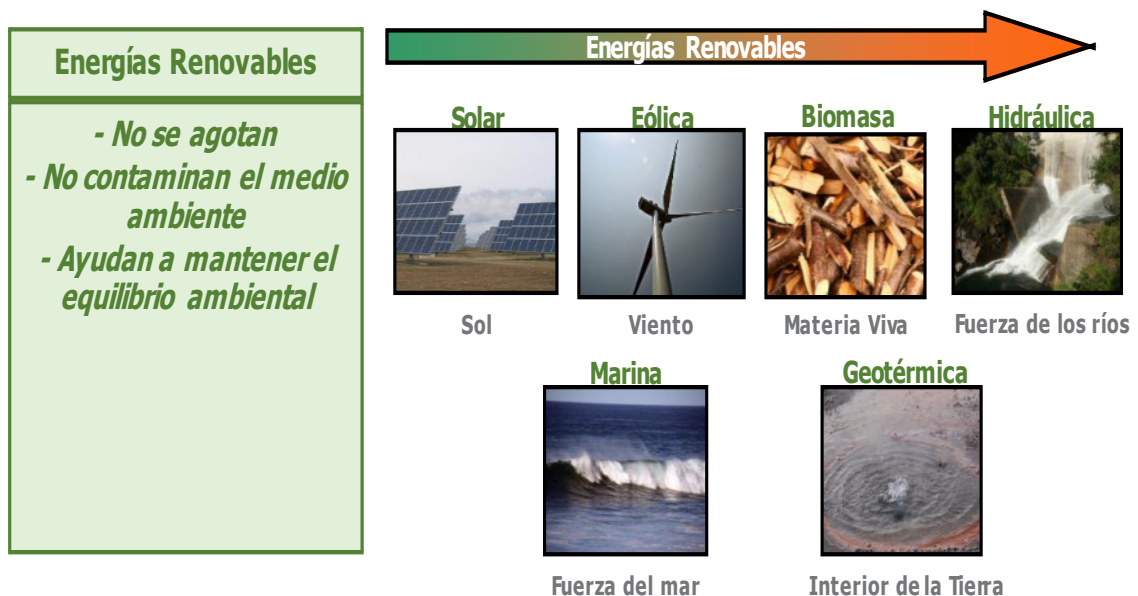 Energías Renovables
- No se agotan
- No contaminan el medio
ambiente
- Ayudan a mantener el
equilibrio ambiental
Energías Renovables
Solar
Eólica
Biomasa
Hidráulica
Sol
Viento
Materia Viva
Fuerza de los ríos
Marina
Geotérmica
Fuerza del mar
Interior de la Tierra